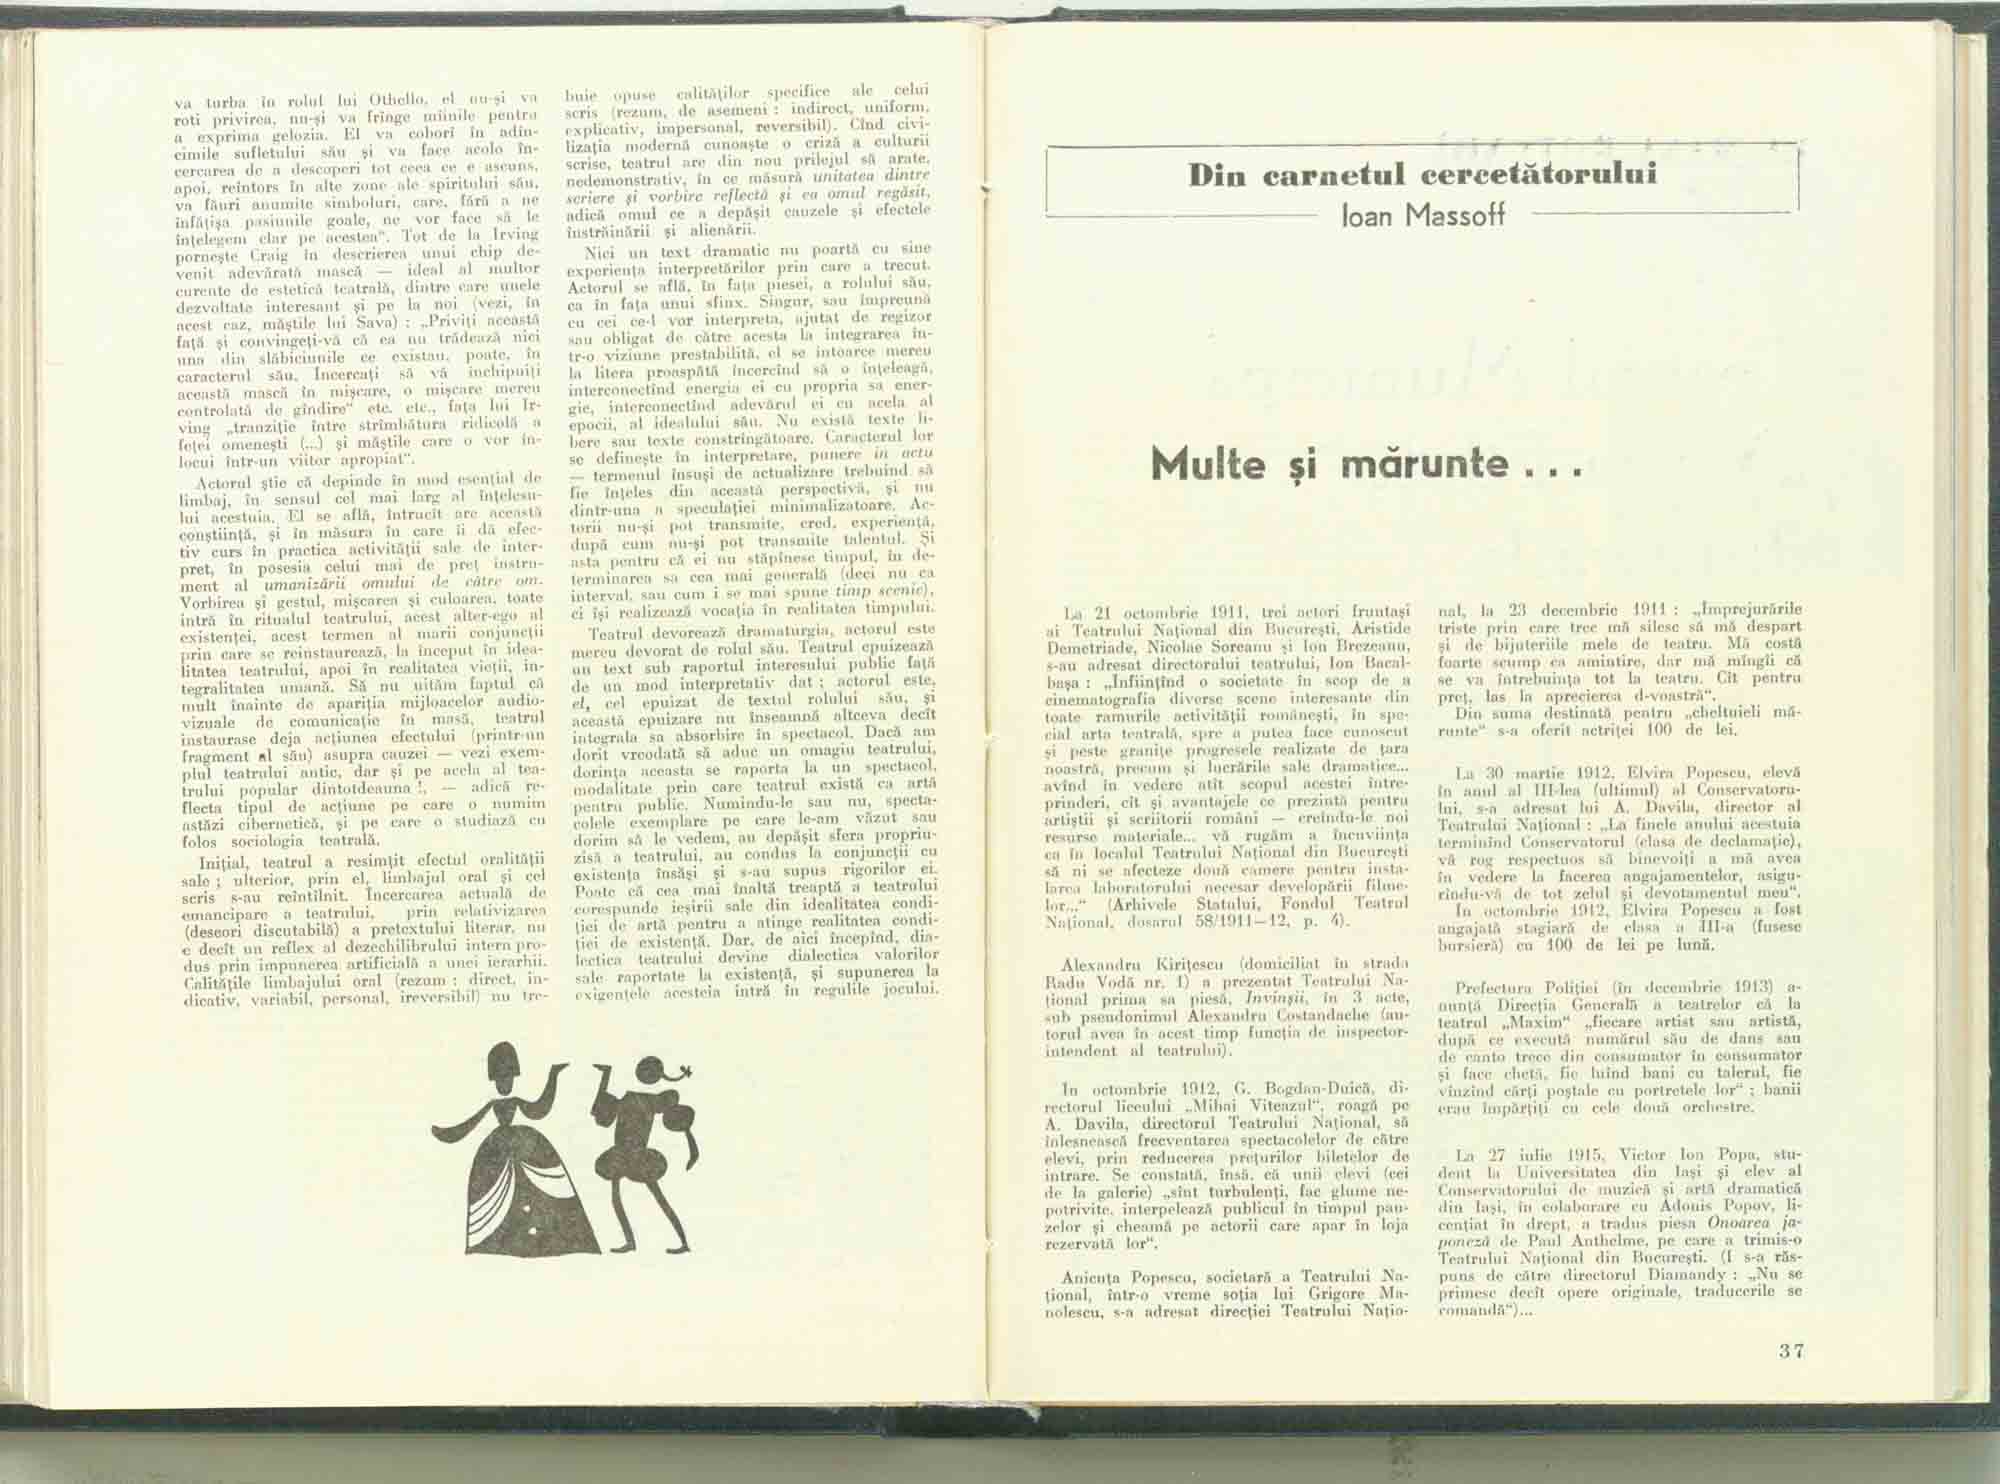 va turba în rolul lui Othello, el nu-şi va
roti privirea, nu-şi va frînge mîinile pentru
a exprima gelozia. El va coborî în adîn-
cimile sufletului său şi va face acolo în-
cercarea de a descoperi tot ceea ce e ascuns,
apoi, reîntors în alte zone ale spiritului său,
va făuri anumite simboluri, care, fără a ne
înfăţişa pasiunile goale, ne vor face să le
înţelegem clar pe acestea“. Tot de la Irving
porneşte Craig în descrierea unui chip de-
venit adevărată mască — ideal al multor
curente de estetică teatrală, dintre care unele
dezvoltate interesant şi pe la noi (vezi, în
acest caz, măştile lui Sava) : „Priviţi această
faţă şi convingeţi-vă că ea nu trădează nici
una din slăbiciunile ce existau, poate, în
caracterul său. Încercaţi să vă închipuiţi
această mască în mişcare, o mişcare mereu
controlată de gîndire“ etc. etc., faţa lui Ir-
ving „tranziţie între strîmbătura ridicolă a
feţei omeneşti (...) şi măştile care o vor în-
locui într-un viitor apropiat“.
Actorul ştie că depinde în mod esenţial de
limbaj, în sensul cel mai larg al înţelesu-
lui acestuia. El se află, întrucît are această
conştiinţă, şi în măsura în care îi dă efec-
tiv curs în practica activităţii sale de inter-
pret, în posesia celui mai de preţ instru-
ment al umanizării omului de către om.
Vorbirea şi gestul, mişcarea şi culoarea, toate
intră în ritualul teatrului, acest alter-ego al
existenţei, acest termen al marii conjuncţii
prin care se reinstaurează, la început în idea-
litatea teatrului, apoi în realitatea vieţii, in-
tegralitatea umană. Să nu uităm faptul că
mult înainte de apariţia mijloacelor audio-
vizuale de comunicaţie în masă, teatrul
instaurase deja acţiunea efectului (printr-un
fragment al său) asupra cauzei — vezi exem-
plul teatrului antic, dar şi pe acela al tea-
trului popular dintotdeauna !, — adică re-
flecta tipul de acţiune pe care o numim
astăzi cibernetică, şi pe care o studiază cu
folos sociologia teatrală.
Iniţial, teatrul a resimţit efectul oralităţii
sale ; ulterior, prin el, limbajul oral şi cel
scris s-au reîntîlnit. Încercarea actuală de
emancipare a teatrului, prin relativizarea
(deseori discutabilă) a pretextului literar, nu
e decît un reflex al dezechilibrului intern pro-
dus prin impunerea artificială a unei ierarhii.
Calităţile limbajului oral (rezum : direct, in-
dicativ, variabil, personal, ireversibil) nu tre-
buie opuse calităţilor specifice ale celui
scris (rezum, de asemeni : indirect, uniform,
explicativ, impersonal, reversibil). Cînd civi-
lizaţia modernă cunoaşte o criză a culturii
scrise, teatrul are din nou prilejul să arate,
nedemonstrativ, în ce măsură unitatea dintre
scriere şi vorbire reflectă şi ea omul regăsit,
adică omul ce a depăşit cauzele şi efectele
înstrăinării şi alienării.
Nici un text dramatic nu poartă cu sine
experienţa interpretărilor prin care a trecut.
Actorul se află, în faţa piesei, a rolului său,
ca în faţa unui sfinx. Singur, sau împreună
cu cei ce-l vor interpreta, ajutat de regizor
sau obligat de către acesta la integrarea în-
tr-o viziune prestabilită, el se întoarce mereu
la litera proaspătă încercînd să o înţeleagă,
interconectînd energia ei cu propria sa ener-
gie, interconectînd adevărul ei cu acela al
epocii, al idealului său. Nu există texte li-
bere sau texte constrîngătoare. Caracterul lor
se defineşte în interpretare, punere in actu
— termenul însuşi de actualizare trebuind să
fie înţeles din această perspectivă, şi nu
dintr-una a speculaţiei minimalizatoare. Ac-
torii nu-şi pot transmite, cred, experienţă,
după cum nu-şi pot transmite talentul. Şi
asta pentru că ei nu stăpînesc timpul, în de-
terminarea sa cea mai generală (deci nu ca
interval, sau cum i se mai spune timp scenic),
ci îşi realizează vocaţia în realitatea timpului.
Teatrul devorează dramaturgia, actorul este
mereu devorat de rolul său. Teatrul epuizează
un text sub raportul interesului public faţă
de un mod interpretativ dat ; actorul este,
el, cel epuizat de textul rolului său, şi
această epuizare nu înseamnă altceva decît
integrala sa absorbire în spectacol. Dacă am
dorit vreodată să aduc un omagiu teatrului,
dorinţa aceasta se raporta la un spectacol,
modalitate prin care teatrul există ca artă
pentru public. Numindu-le sau nu, specta-
colele exemplare pe care le-am văzut sau
dorim să le vedem, au depăşit sfera propriu-
zisă a teatrului, au condus la conjuncţii cu
existenţa însăşi şi s-au supus rigorilor ei.
Poate că cea mai înaltă treaptă a teatrului
corespunde ieşirii sale din idealitatea condi-
ţiei de artă pentru a atinge realitatea condi-
ţiei de existenţă. Dar, de aici începînd, dia-
lectica teatrului devine dialectica valorilor
sale raportate la existenţă, şi supunerea la
exigenţele acesteia intră în regulile jocului.
Din carnetul cercetătorului
Ioan Massoff
Multe şi mărunte . . .
La 21 octombrie 1911, trei actori fruntaşi
ai Teatrului Naţional din Bucureşti, Aristide
Demetriade, Nicolae Soreanu şi Ion Brezeanu,
s-au adresat directorului teatrului, Ion Bacal-
başa : „Înfiinţînd o societate în scop de a
cinematografia diverse scene interesante din
toate ramurile activităţii româneşti, în spe-
cial arta teatrală, spre a putea face cunoscut
şi peste graniţe progresele realizate de ţara
noastră, precum şi lucrările sale dramatice...
avînd în vedere atît scopul acestei între-
prinderi, cît şi avantajele ce prezintă pentru
artiştii şi scriitorii români — creîndu-le noi
resurse materiale... vă rugăm a încuviinţa
ca în localul Teatrului Naţional din Bucureşti
să ni se afecteze două camere pentru insta-
larea laboratorului necesar developării filme-
lor...“ (Arhivele Statului, Fondul Teatrul
Naţional, dosarul 58/1911—12, p. 4).
Alexandru Kiriţescu (domiciliat în strada
Radu Vodă nr. 1) a prezentat Teatrului Na-
ţional prima sa piesă, Învinşii, în 3 acte,
sub pseudonimul Alexandru Costandache (au-
torul avea în acest timp funcţia de inspector-
intendent al teatrului).
In octombrie 1912, G. Bogdan-Duică, di-
rectorul liceului „Mihai Viteazul“, roagă pe
A. Davila, directorul Teatrului Naţional, să
înlesnească frecventarea spectacolelor de către
elevi, prin reducerea preţurilor biletelor de
intrare. Se constată, însă, că unii elevi (cei
de la galerie) „sînt turbulenţi, fac glume ne-
potrivite, interpelează publicul în timpul pau-
zelor şi cheamă pe actorii care apar în loja
rezervată lor“.
Anicuţa Popescu, societară a Teatrului Na-
ţional, într-o vreme soţia lui Grigore Ma-
nolescu, s-a adresat direcţiei Teatrului Naţio-
nal, la 23 decembrie 1911 : „Împrejurările
triste prin care trec mă silesc să mă despart
şi de bijuteriile mele de teatru. Mă costă
foarte scump ca amintire, dar mă mîngîi că
se va întrebuinţa tot la teatru. Cît pentru
preţ, las la aprecierea d-voastră“.
Din suma destinată pentru „cheltuieli mă-
runte“ s-a oferit actriţei 100 de lei.
La 30 martie 1912, Elvira Popescu, elevă
în anul al III-lea (ultimul) al Conservatoru-
lui, s-a adresat lui A. Davila, director al
Teatrului Naţional : „La finele anului acestuia
terminînd Conservatorul (clasa de declamaţie),
vă rog respectuos să binevoiţi a mă avea
în vedere la facerea angajamentelor, asigu-
rîndu-vă de tot zelul şi devotamentul meu“.
In octombrie 1912, Elvira Popescu a fost
angajată stagiară de clasa a III-a (fusese
bursieră) cu 100 de lei pe lună.
Prefectura Poliţiei (în decembrie 1913) a-
nunţă Direcţia Generală a teatrelor că la
teatrul „Maxim“ „fiecare artist sau artistă,
după ce execută numărul său de dans sau
de canto trece din consumator în consumator
şi face chetă, fie luînd bani cu talerul, fie
vînzînd cărţi poştale cu portretele lor“ ; banii
erau împărţiţi cu cele două orchestre.
La 27 iulie 1915, Victor Ion Popa, stu-
dent la Universitatea din Iaşi şi elev al
Conservatorului de muzică şi artă dramatică
din Iaşi, în colaborare cu Adonis Popov, li-
cenţiat în drept, a tradus piesa Onoarea ja-
poneză de Paul Anthelme, pe care a trimis-o
Teatrului Naţional din Bucureşti. (I s-a răs-
puns de către directorul Diamandy : „Nu se
primesc decît opere originale, traducerile se
comandă“)...
37